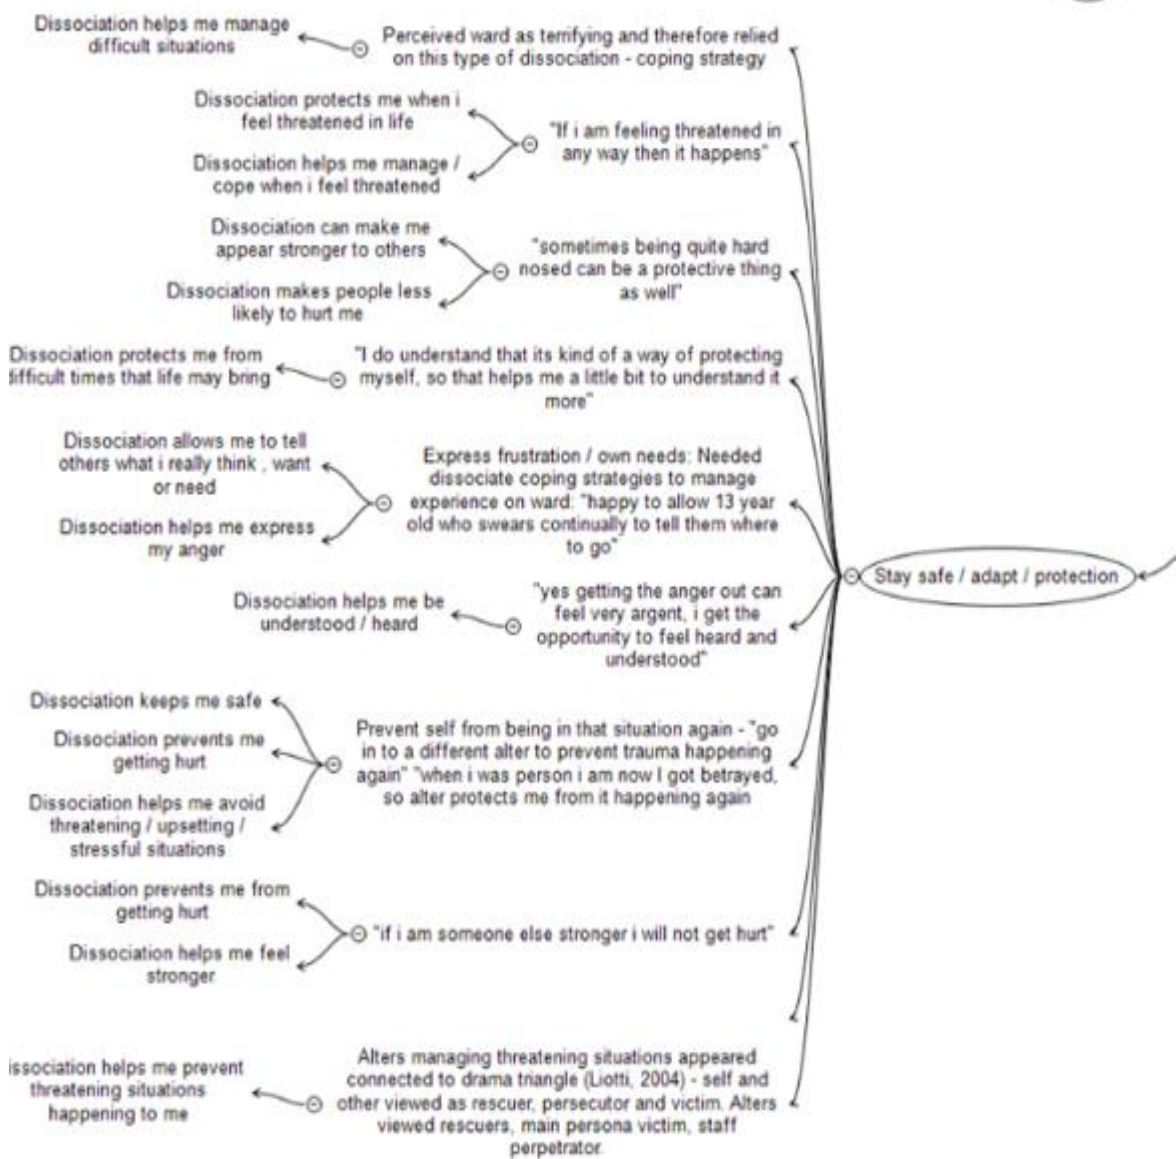 Dissociation helps me manage
difficult situations
Perceived ward as terrifying and therefore relied
on this type of dissociation - coping strategy
Dissociation protects me when i
feel threatened in life
Dissociation helps me manage /
cope when i feel threatened
"If i am feeling threatened in
any way then it happens"
Dissociation can make me
appear stronger to others
Dissociation makes people less
likely to hurt me
"sometimes being quite hard
nosed can be a protective thing
as well"
Dissociation protects me from
difficult times that life may bring
"I do understand that its kind of a way of protecting
myself, so that helps me a little bit to understand it
more"
Dissociation allows me to tell
others what i really think , want
or need
Dissociation helps me express
my anger
Express frustration / own needs: Needed
dissociate coping strategies to manage
experience on ward: "happy to allow 13 year
old who swears continually to tell them where
to go"
Stay safe / adapt / protection
Dissociation helps me be
understood / heard
"yes getting the anger out can
feel very argent, i get the
opportunity to feel heard and
understood"
Dissociation keeps me safe
Dissociation prevents me
getting hurt
Dissociation helps me avoid
threatening / upsetting /
stressful situations
Prevent self from being in that situation again - "go
in to a different alter to prevent trauma happening
again" "when i was person i am now I got betrayed,
so alter protects me from it happening again
Dissociation prevents me from
getting hurt
Dissociation helps me feel
stronger
"if i am someone else stronger i will not get hurt"
issociation helps me prevent
threatening situations
happening to me
Alters managing threatening situations appeared
connected to drama triangle (Liotti, 2004) - self and
other viewed as rescuer, persecutor and victim. Alters
viewed rescuers, main persona victim, staff
perpetrator.